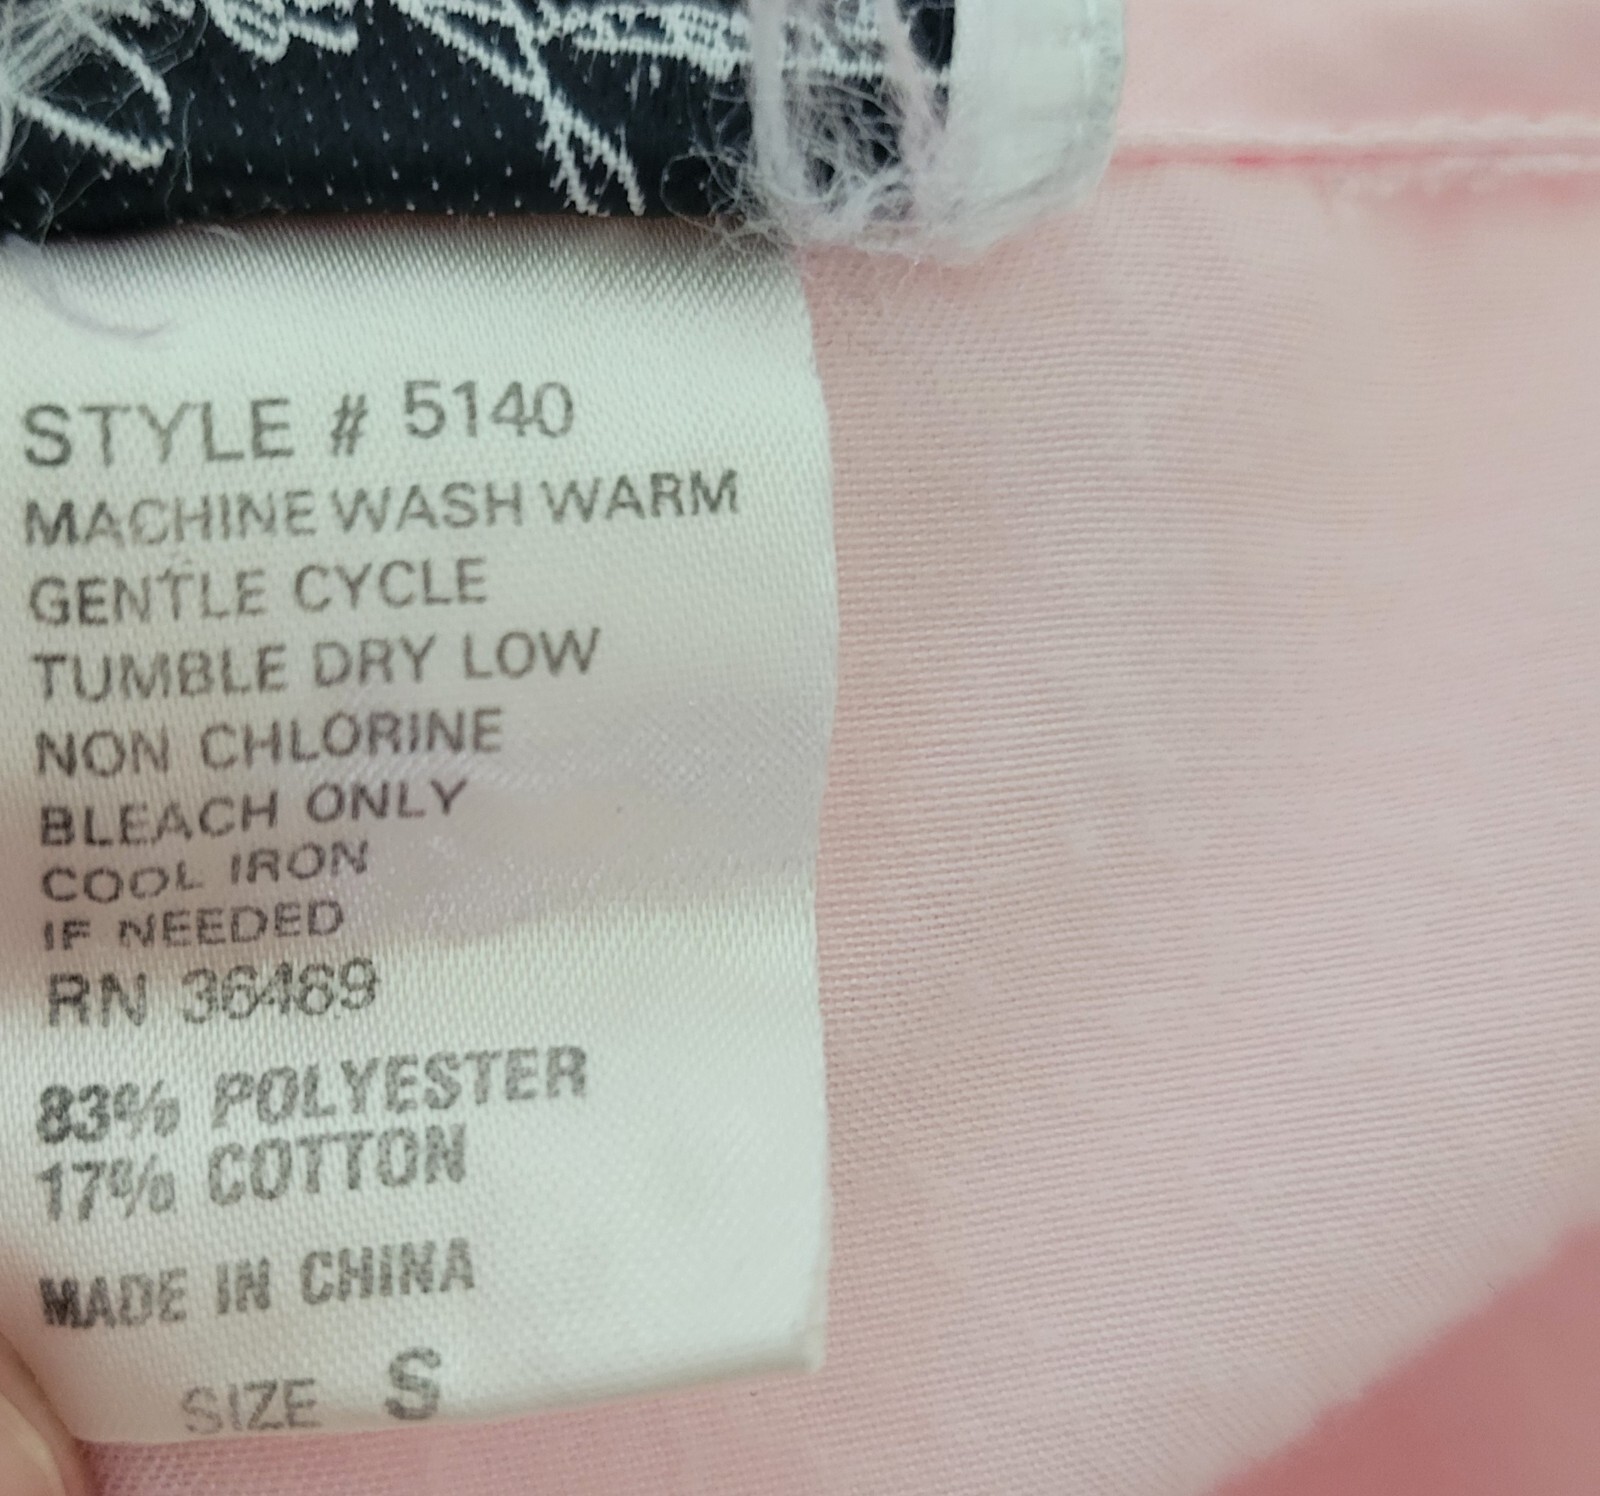 STYLE # 5140
MACHINE WASH WARM
GENTLE CYCLE
TUMBLE DRY LOW
NON CHLORINE
BLEACH ONLY
COOL IRON
IF NEEDED
RN 36469
83% POLYESTER
17% COTTON
MADE IN CHINA
SIZE S